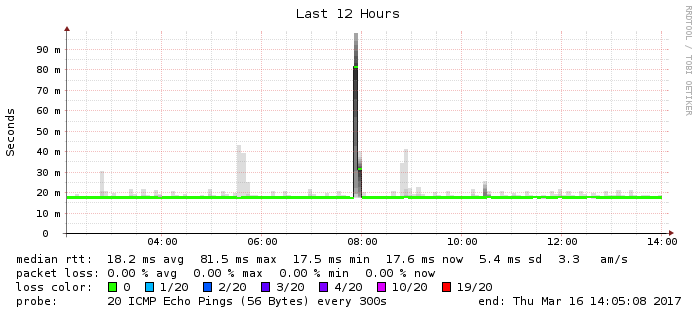 Last 12 Hours
RRDTOOL / TOBI OETIKER
Seconds
90 m
80 m
70 m
60 m
50 m
40 m
30 m
20 m
10 m
0
04:00 06:00 08:00 10:00 12:00 14:00
median rtt: 18.2 ms avg 81.5 ms max 17.5 ms min 17.6 ms now 5.4 ms sd 3.3 am/s
packet loss: 0.00 % avg 0.00 % max 0.00 % min 0.00 % now
loss color: 0 1/20 2/20 3/20 4/20 10/20 19/20
probe: 20 ICMP Echo Pings (56 Bytes) every 300s end: Thu Mar 16 14:05:08 2017